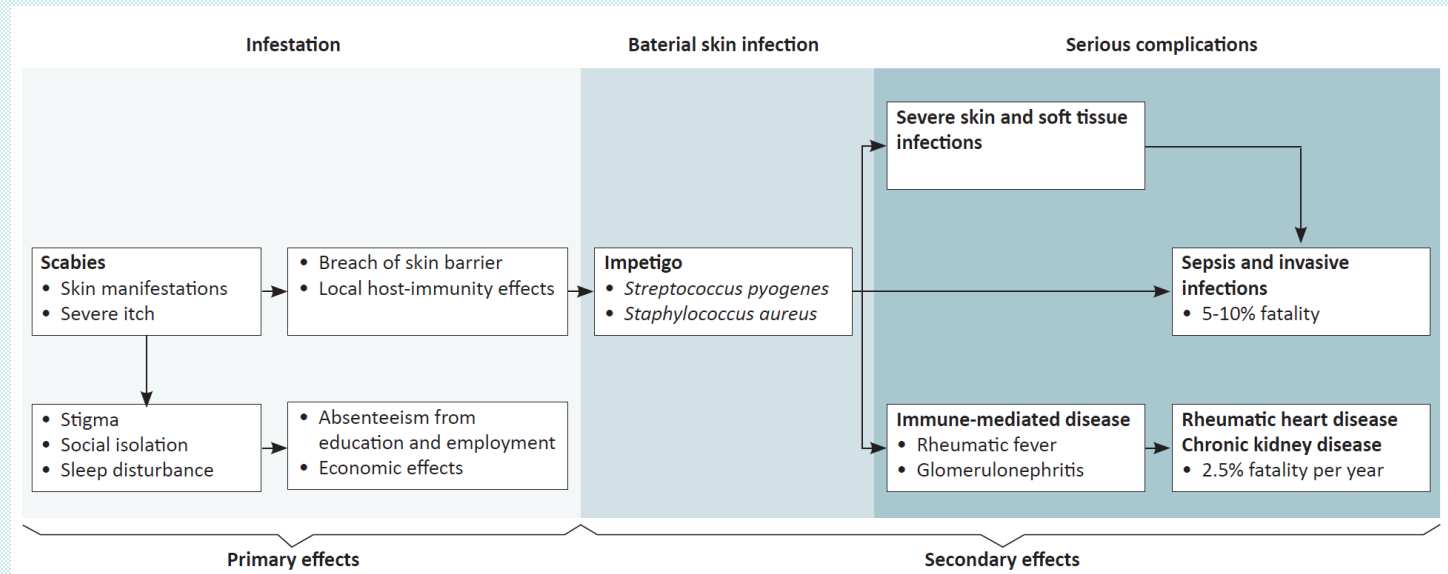 Infestation
Baterial skin infection
Serious complications
Severe skin and soft tissue
infections
Scabies
• Skin manifestations
• Severe itch
• Breach of skin barrier
• Local host-immunity effects
Impetigo
• Streptococcus pyogenes
• Staphylococcus aureus
Sepsis and invasive
infections
• 5-10% fatality
• Stigma
• Social isolation
• Sleep disturbance
• Absenteeism from
education and employment
• Economic effects
Immune-mediated disease
• Rheumatic fever
• Glomerulonephritis
Rheumatic heart disease
Chronic kidney disease
• 2.5% fatality per year
Primary effects
Secondary effects